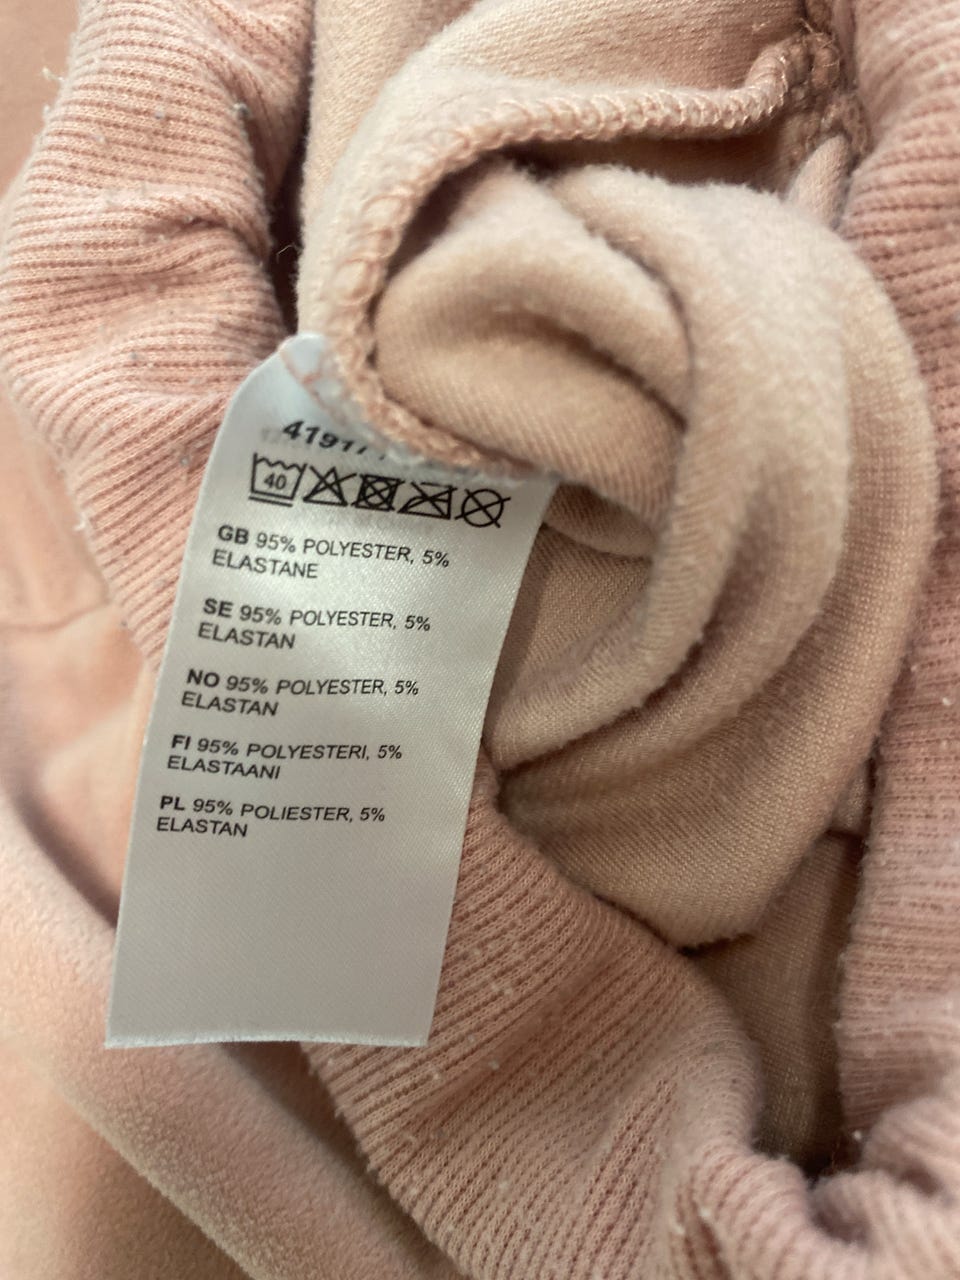 40
GB 95% POLYESTER, 5%
ELASTANE
SE 95% POLYESTER, 5%
ELASTAN
NO 95% POLYESTER, 5%
ELASTAN
FI 95% POLYESTERI, 5%
ELASTAANI
PL 95% POLIESTER, 5%
ELASTAN